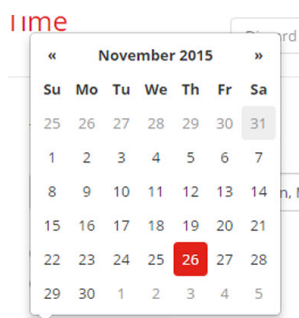 Time
« November 2015 »
Su Mo Tu We Th Fr Sa
25 26 27 28 29 30 31
1 2 3 4 5 6 7
8 9 10 11 12 13 14
15 16 17 18 19 20 21
22 23 24 25 26 27 28
29 30 1 2 3 4 5